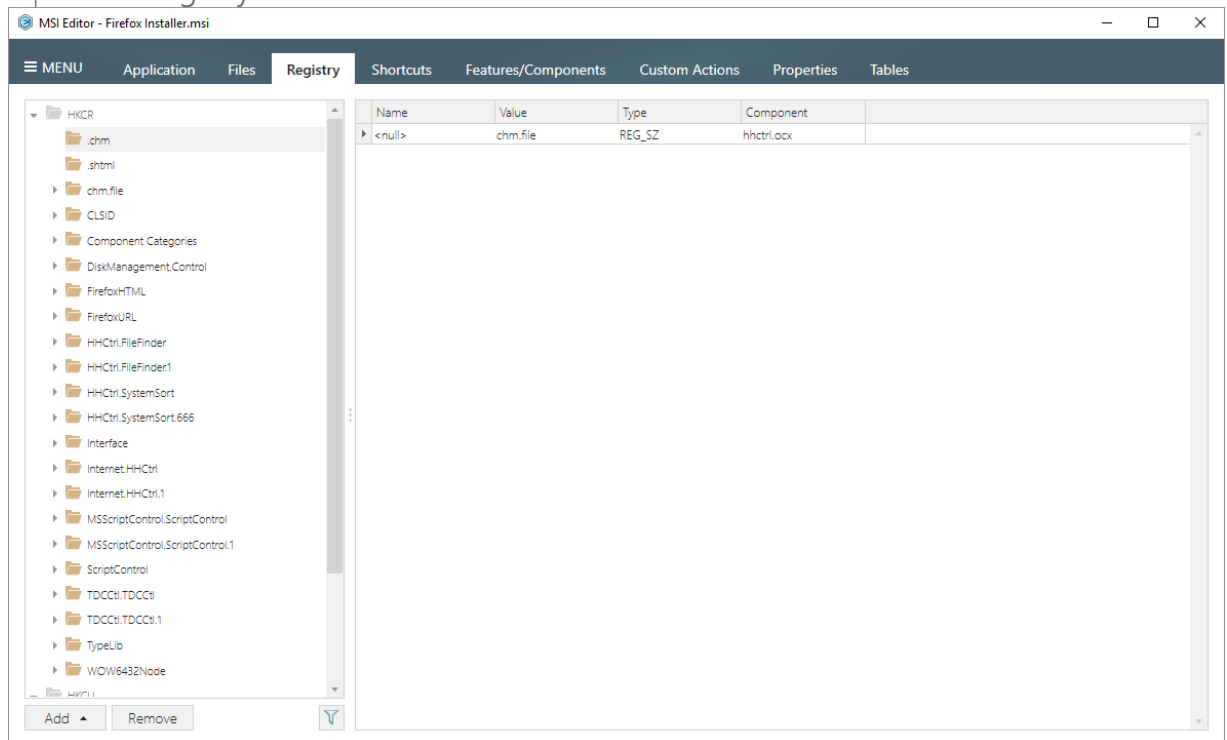 MSI Editor - Firefox Installer.msi
MENU Application Files Registry Shortcuts Features/Components Custom Actions Properties Tables
HKCR
.chm
.shtml
chm.file
CLSID
Component Categories
DiskManagement.Control
FirefoxHTML
FirefoxURL
HHCtrl.FileFinder
HHCtrl.FileFinder.1
HHCtrl.SystemSort
HHCtrl.SystemSort.666
Interface
Internet.HHCtrl
Internet.HHCtrl.1
MSScriptControl.ScriptControl
MSScriptControl.ScriptControl.1
ScriptControl
TDCCtl.TDCCtl
TDCCtl.TDCCtl.1
TypeLib
WOW6432Node
HKCU
Add Remove
Name Value Type Component
<null> chm.file REG_SZ hhctrl.ocx